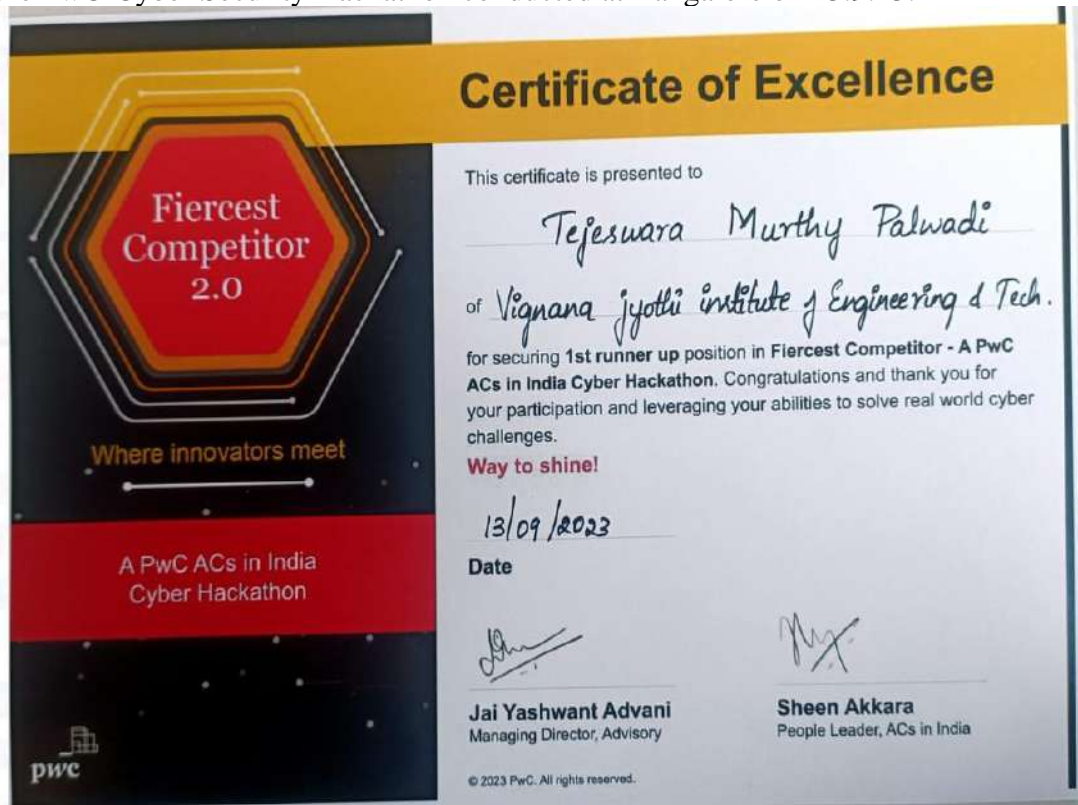 Certificate of Excellence
Fiercest
Competitor
2.0
Where innovators meet
A PwC ACs in India
Cyber Hackathon
pwc
This certificate is presented to
Tejeswara Murthy Palwadi
of Vignana jyothi institute of Engineering & Tech.
for securing 1st runner up position in Fiercest Competitor - A PwC
ACs in India Cyber Hackathon. Congratulations and thank you for
your participation and leveraging your abilities to solve real world cyber
challenges.
Way to shine!
13/09/2023
Date
Jai Yashwant Advani
Managing Director, Advisory
Sheen Akkara
People Leader, ACs in India
© 2023 PwC. All rights reserved.